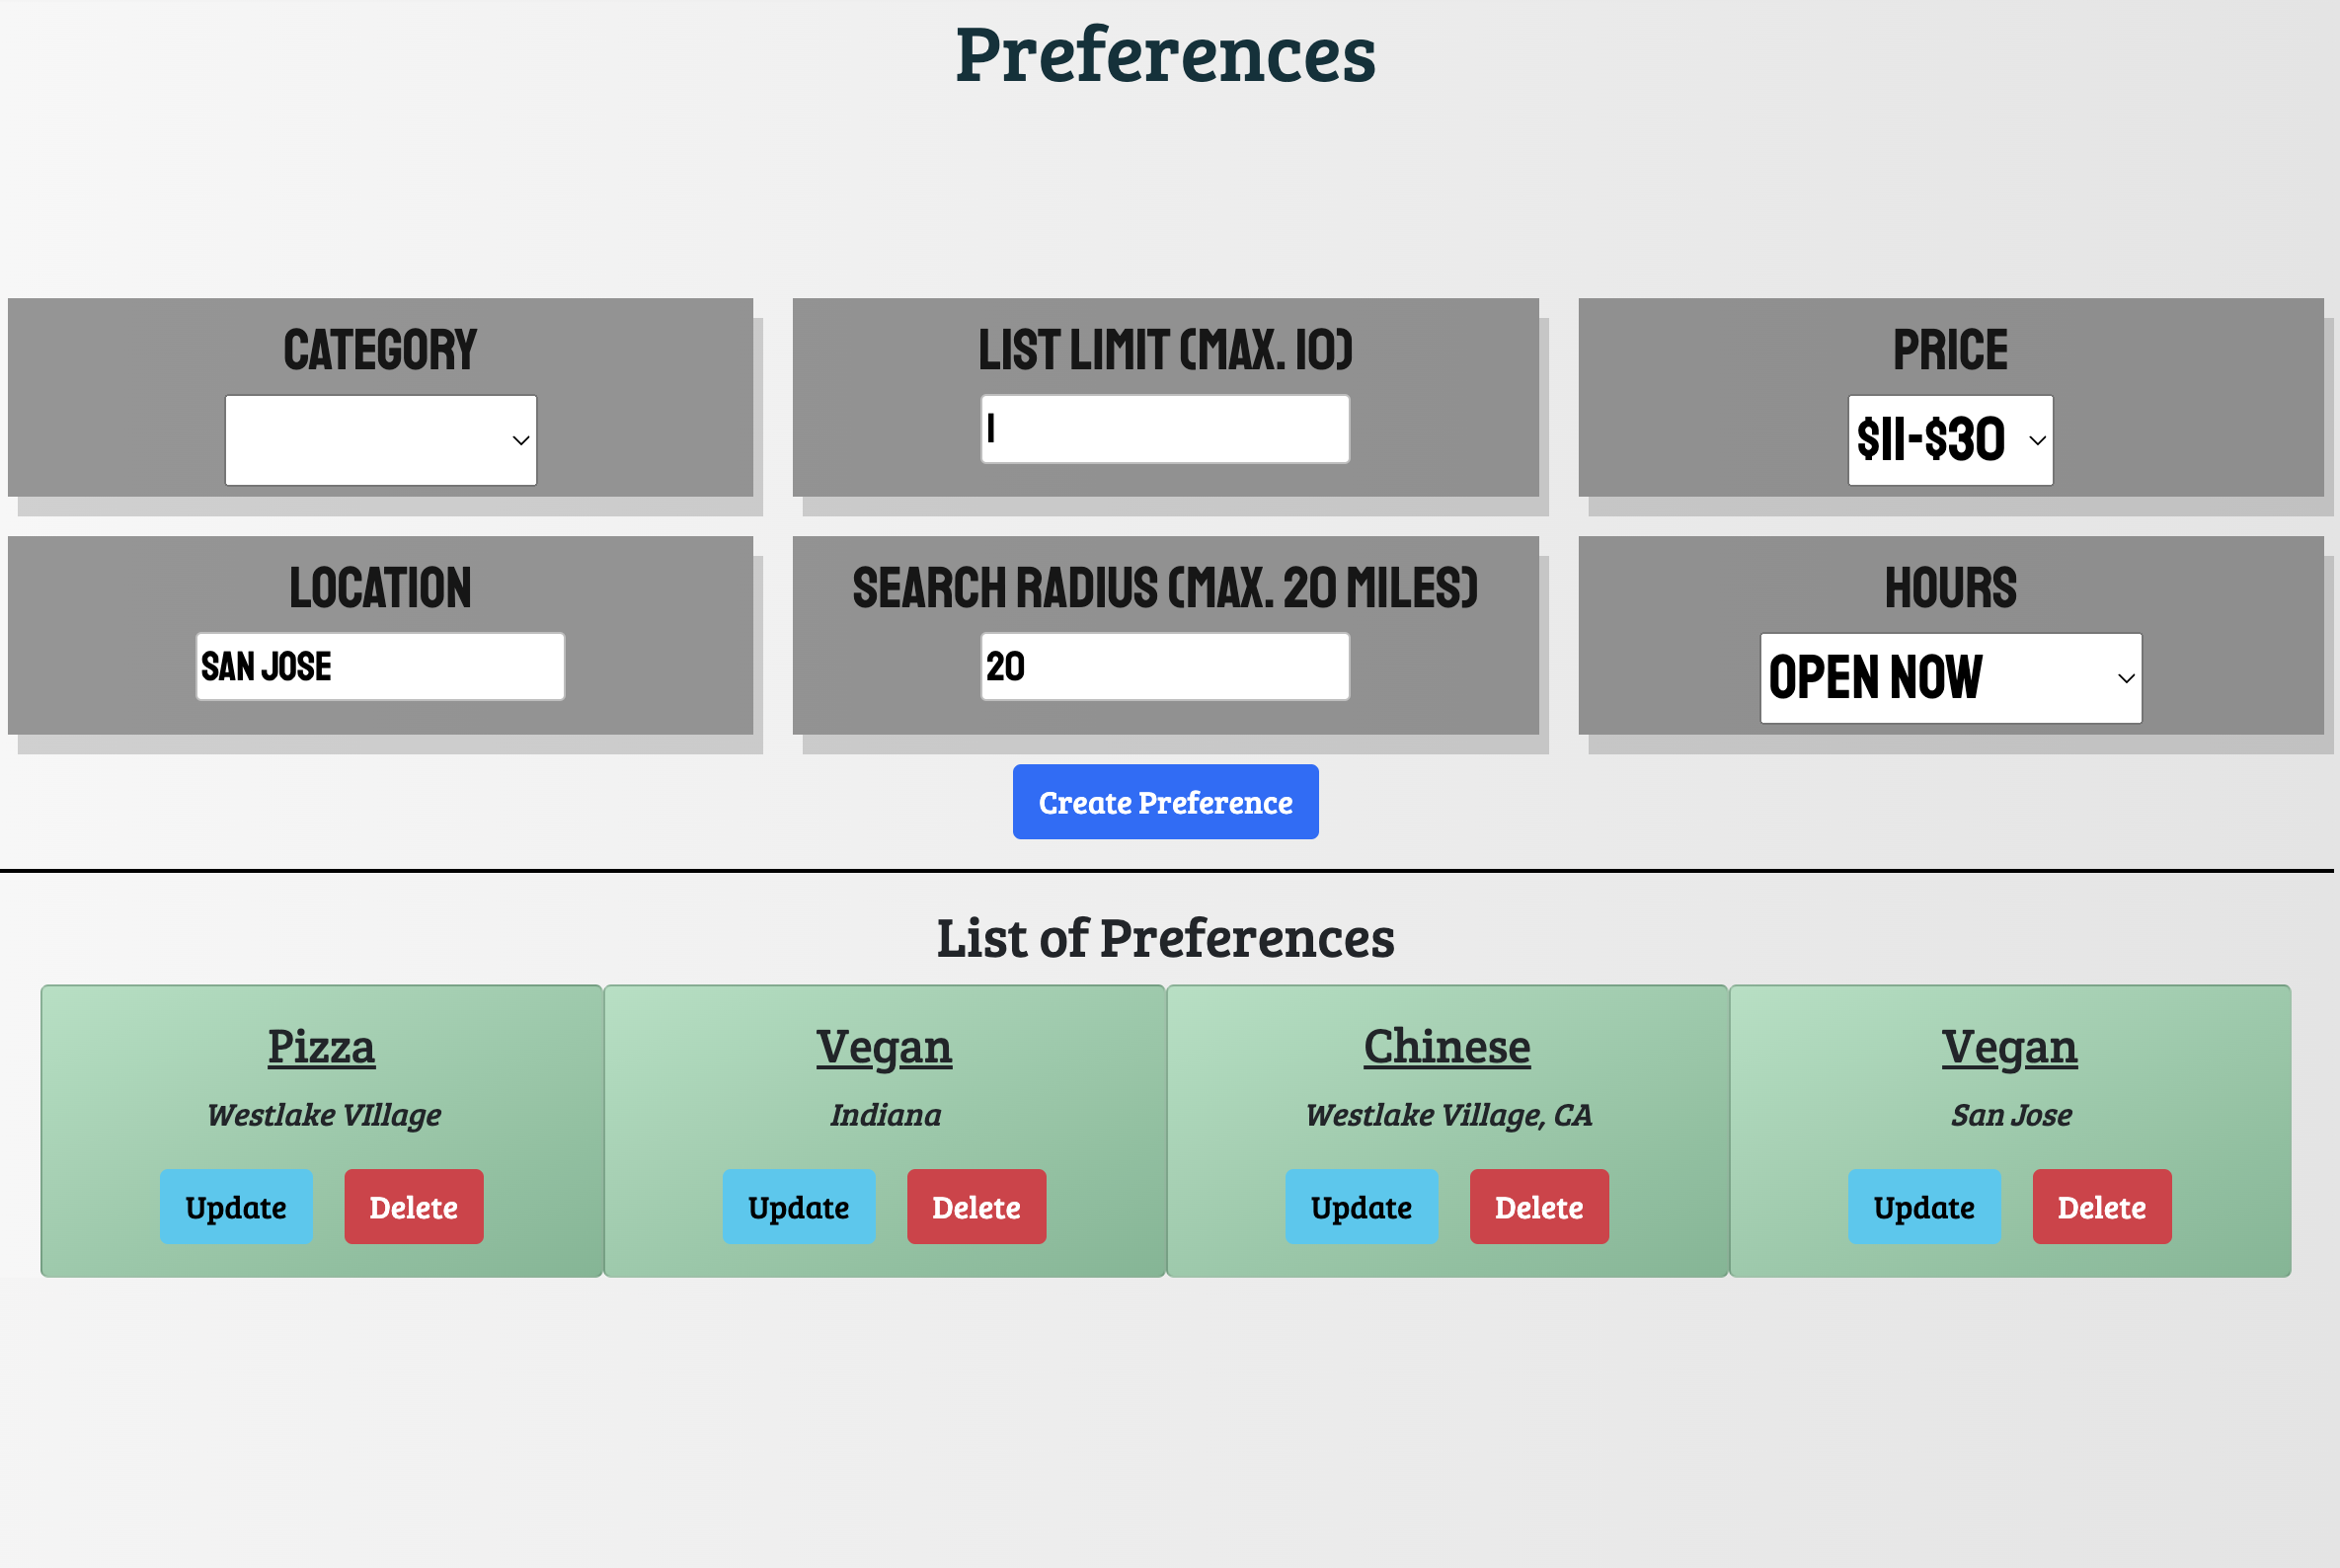 Preferences
CATEGORY
LIST LIMIT (MAX. 10)
PRICE
1
$11-$30
LOCATION
SEARCH RADIUS (MAX. 20 MILES)
HOURS
SAN JOSE
20
OPEN NOW
Create Preference
List of Preferences
Pizza
Vegan
Chinese
Vegan
Westlake VIllage
Indiana
Westlake Village, CA
San Jose
Update Delete
Update Delete
Update Delete
Update Delete